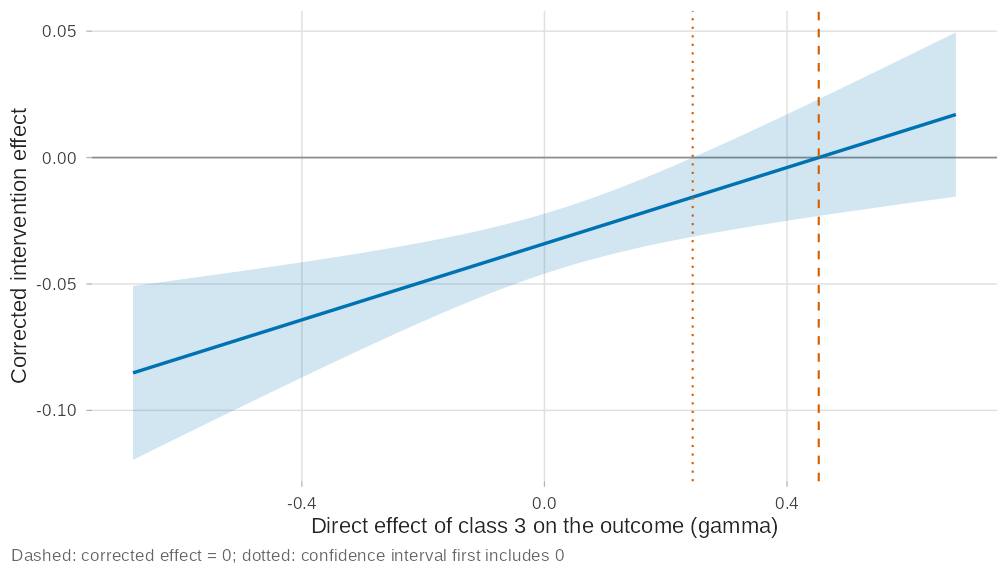 0.05
0.00
-0.05
-0.10
Corrected intervention effect
-0.4
0.0
0.4
Direct effect of class 3 on the outcome (gamma)
Dashed: corrected effect = 0; dotted: confidence interval first includes 0